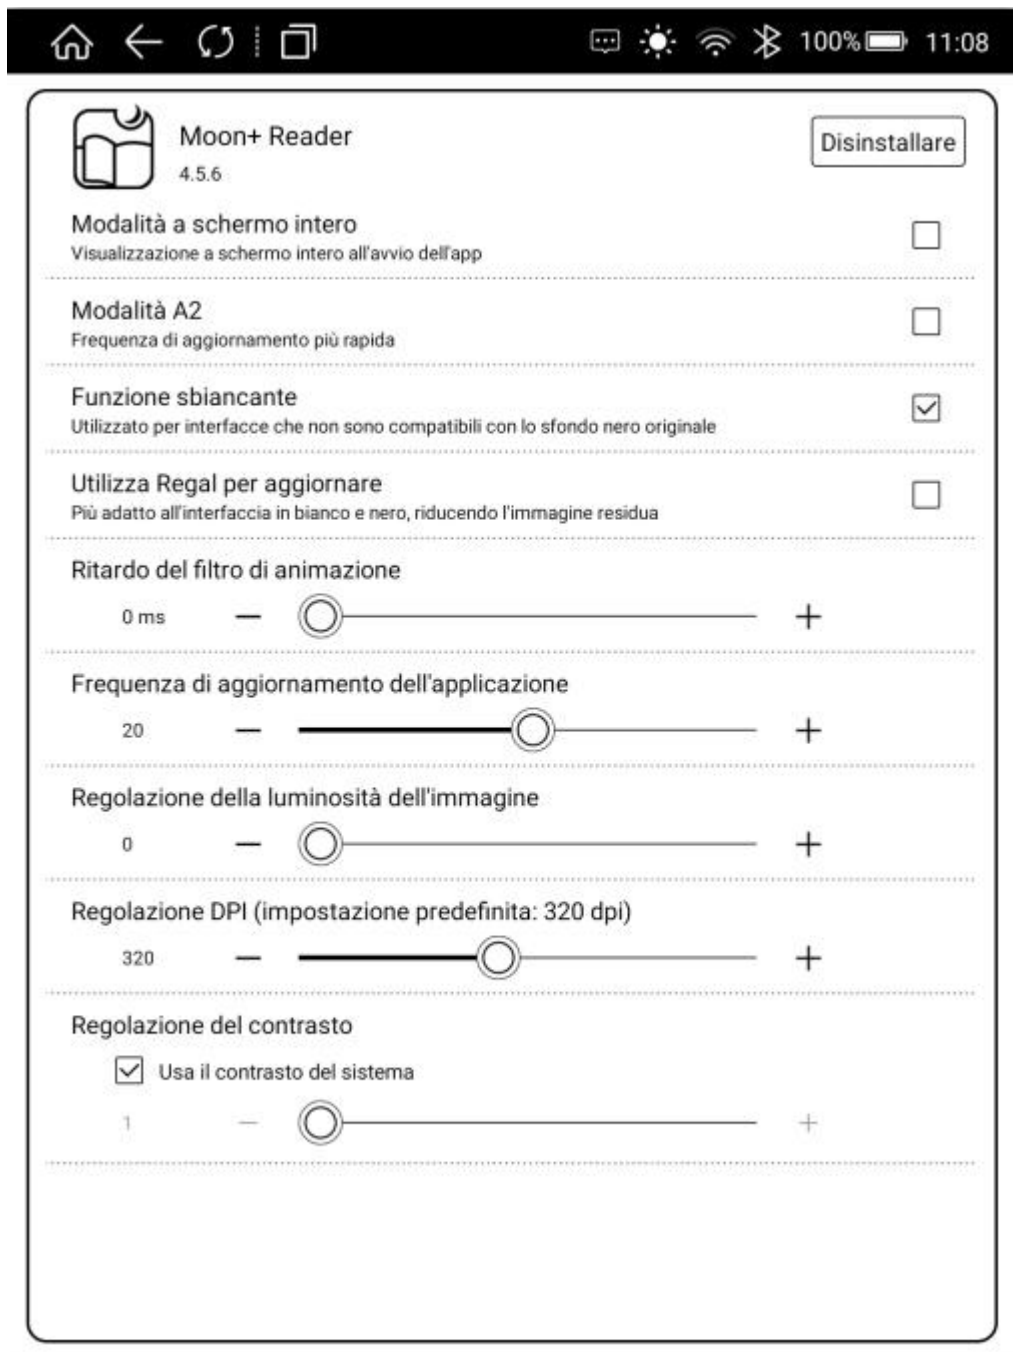 100% 11:08
Moon+ Reader
Disinstallare
4.5.6
Modalità a schermo intero
Visualizzazione a schermo intero all'avvio dell'app
Modalità A2
Frequenza di aggiornamento più rapida
Funzione sbiancante
Utilizzato per interfacce che non sono compatibili con lo sfondo nero originale
Utilizza Regal per aggiornare
Più adatto all'interfaccia in bianco e nero, riducendo l'immagine residua
Ritardo del filtro di animazione
0 ms
Frequenza di aggiornamento dell'applicazione
20
Regolazione della luminosità dell'immagine
0
Regolazione DPI (impostazione predefinita: 320 dpi)
320
Regolazione del contrasto
Usa il contrasto del sistema
1